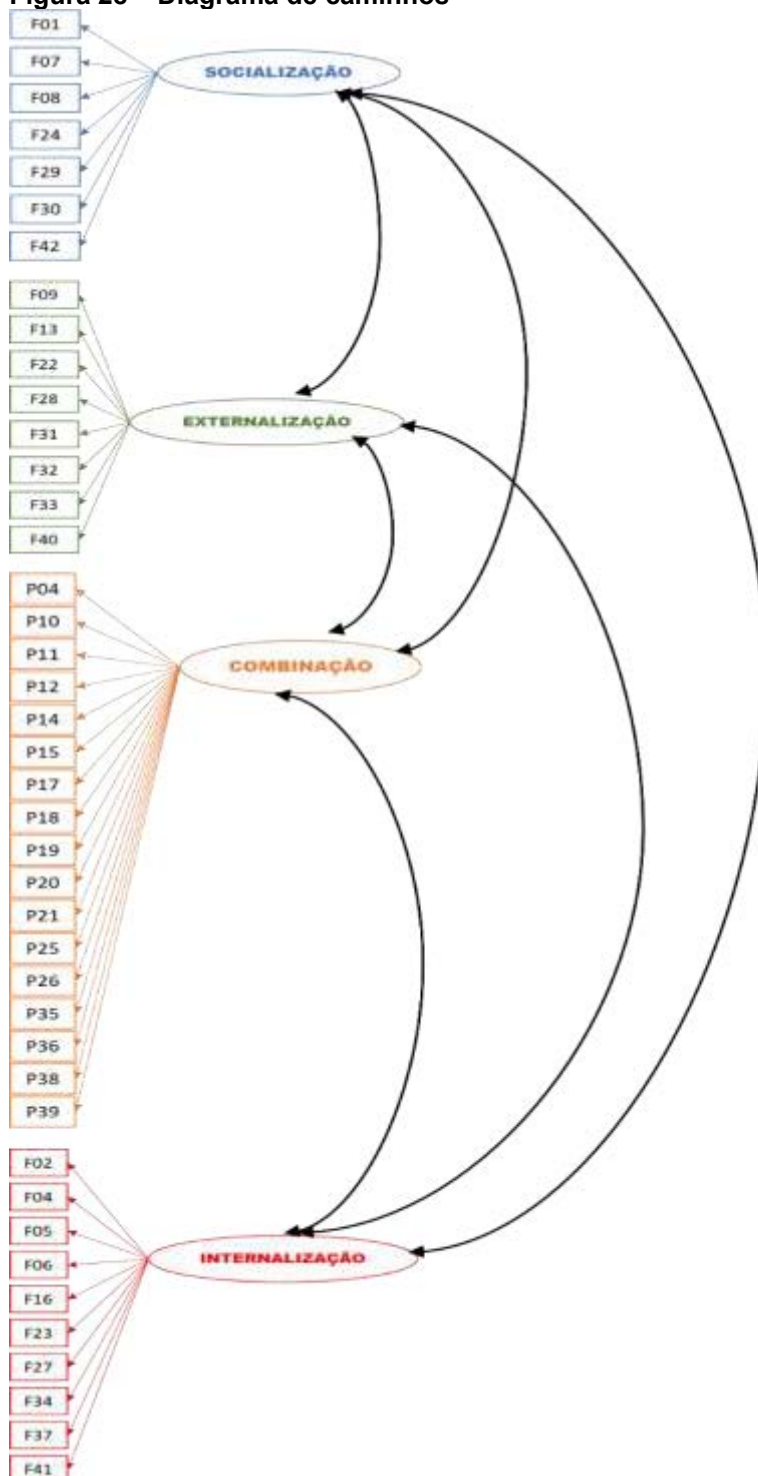 Figura 28 – Diagrama de caminhos
F01
F07
SOCIALIZAÇÃO
F08
F24
F29
F30
F42
F09
F13
F22
F28
EXTERNALIZAÇÃO
F31
F32
F33
F40
P04
P10
P11
COMBINAÇÃO
P12
P14
P15
P17
P18
P19
P20
P21
P25
P26
P35
P36
P38
P39
F02
F04
F05
INTERNALIZAÇÃO
F06
F16
F23
F27
F34
F37
F41